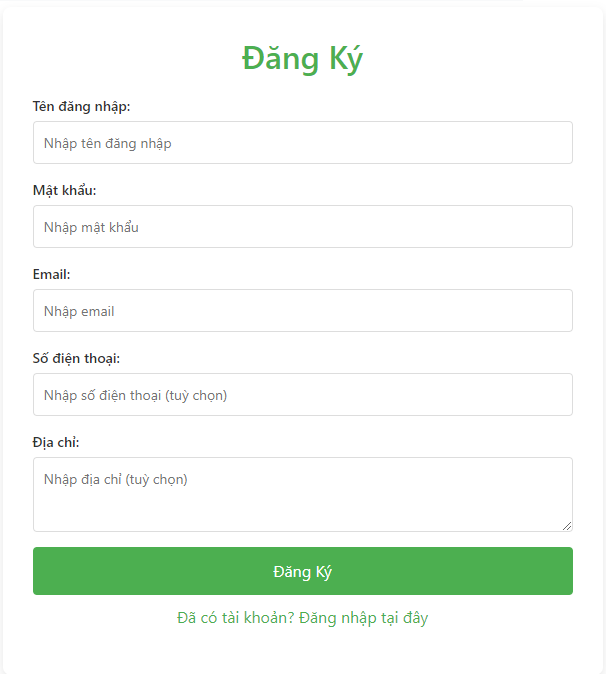 Đăng Ký
Tên đăng nhập:
Nhập tên đăng nhập
Mật khẩu:
Nhập mật khẩu
Email:
Nhập email
Số điện thoại:
Nhập số điện thoại (tuỳ chọn)
Địa chỉ:
Nhập địa chỉ (tuỳ chọn)
Đăng Ký
Đã có tài khoản? Đăng nhập tại đây